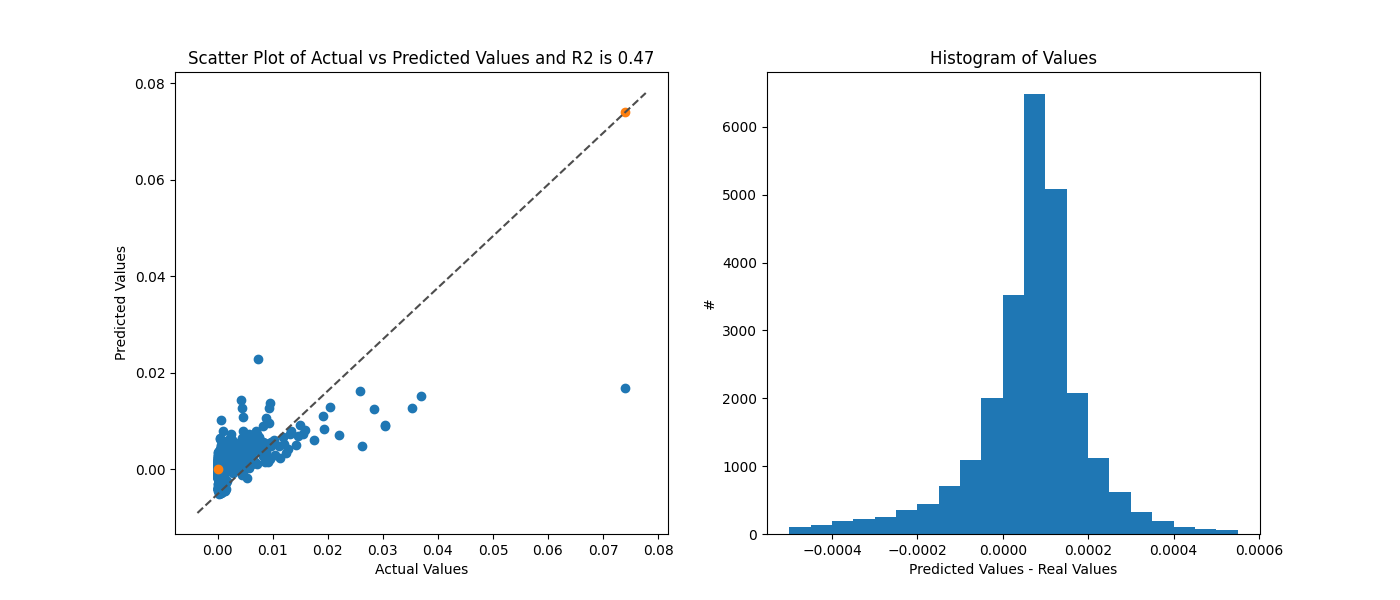 Scatter Plot of Actual vs Predicted Values and R2 is 0.47
0.08
0.06
0.04
0.02
0.00
Predicted Values
0.00 0.01 0.02 0.03 0.04 0.05 0.06 0.07 0.08
Actual Values
Histogram of Values
6000
5000
4000
3000
2000
1000
0
#
−0.0004 −0.0002 0.0000 0.0002 0.0004 0.0006
Predicted Values - Real Values